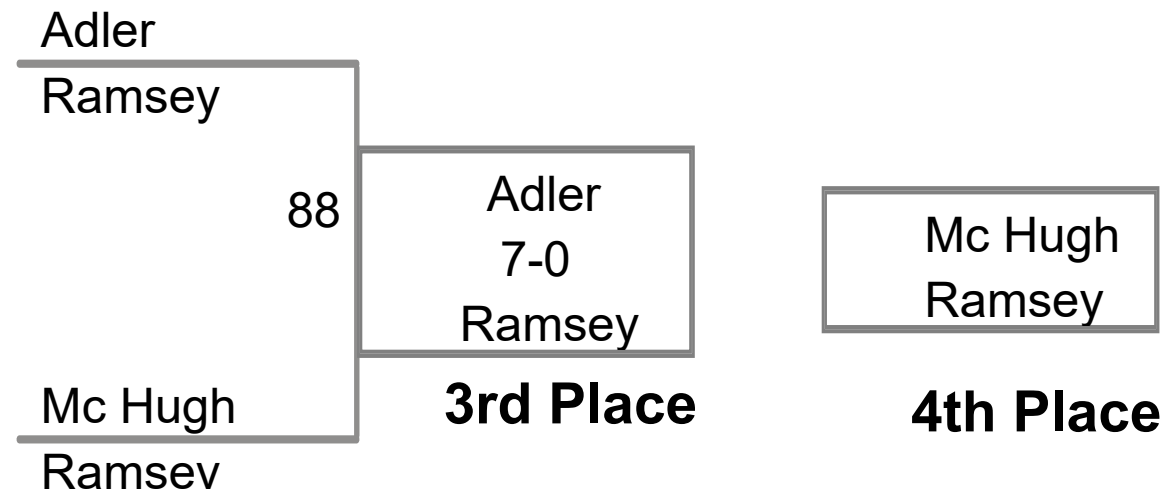 Adler
Ramsey
88
Adler
7-0
Ramsey
3rd Place
Mc Hugh
Ramsey
4th Place
Mc Hugh
Ramsey